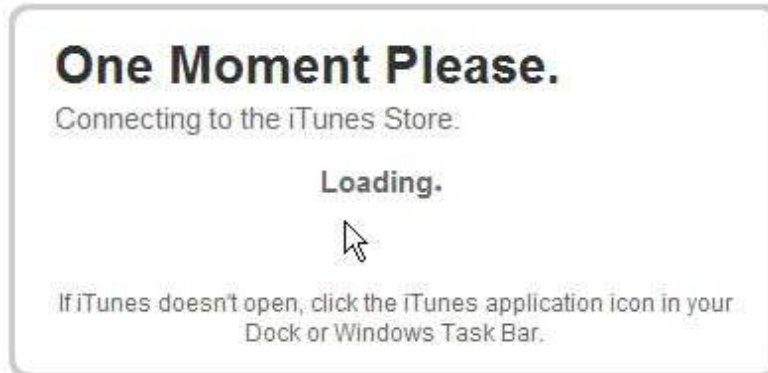 One Moment Please.
Connecting to the iTunes Store.
Loading.
If iTunes doesn't open, click the iTunes application icon in your
Dock or Windows Task Bar.